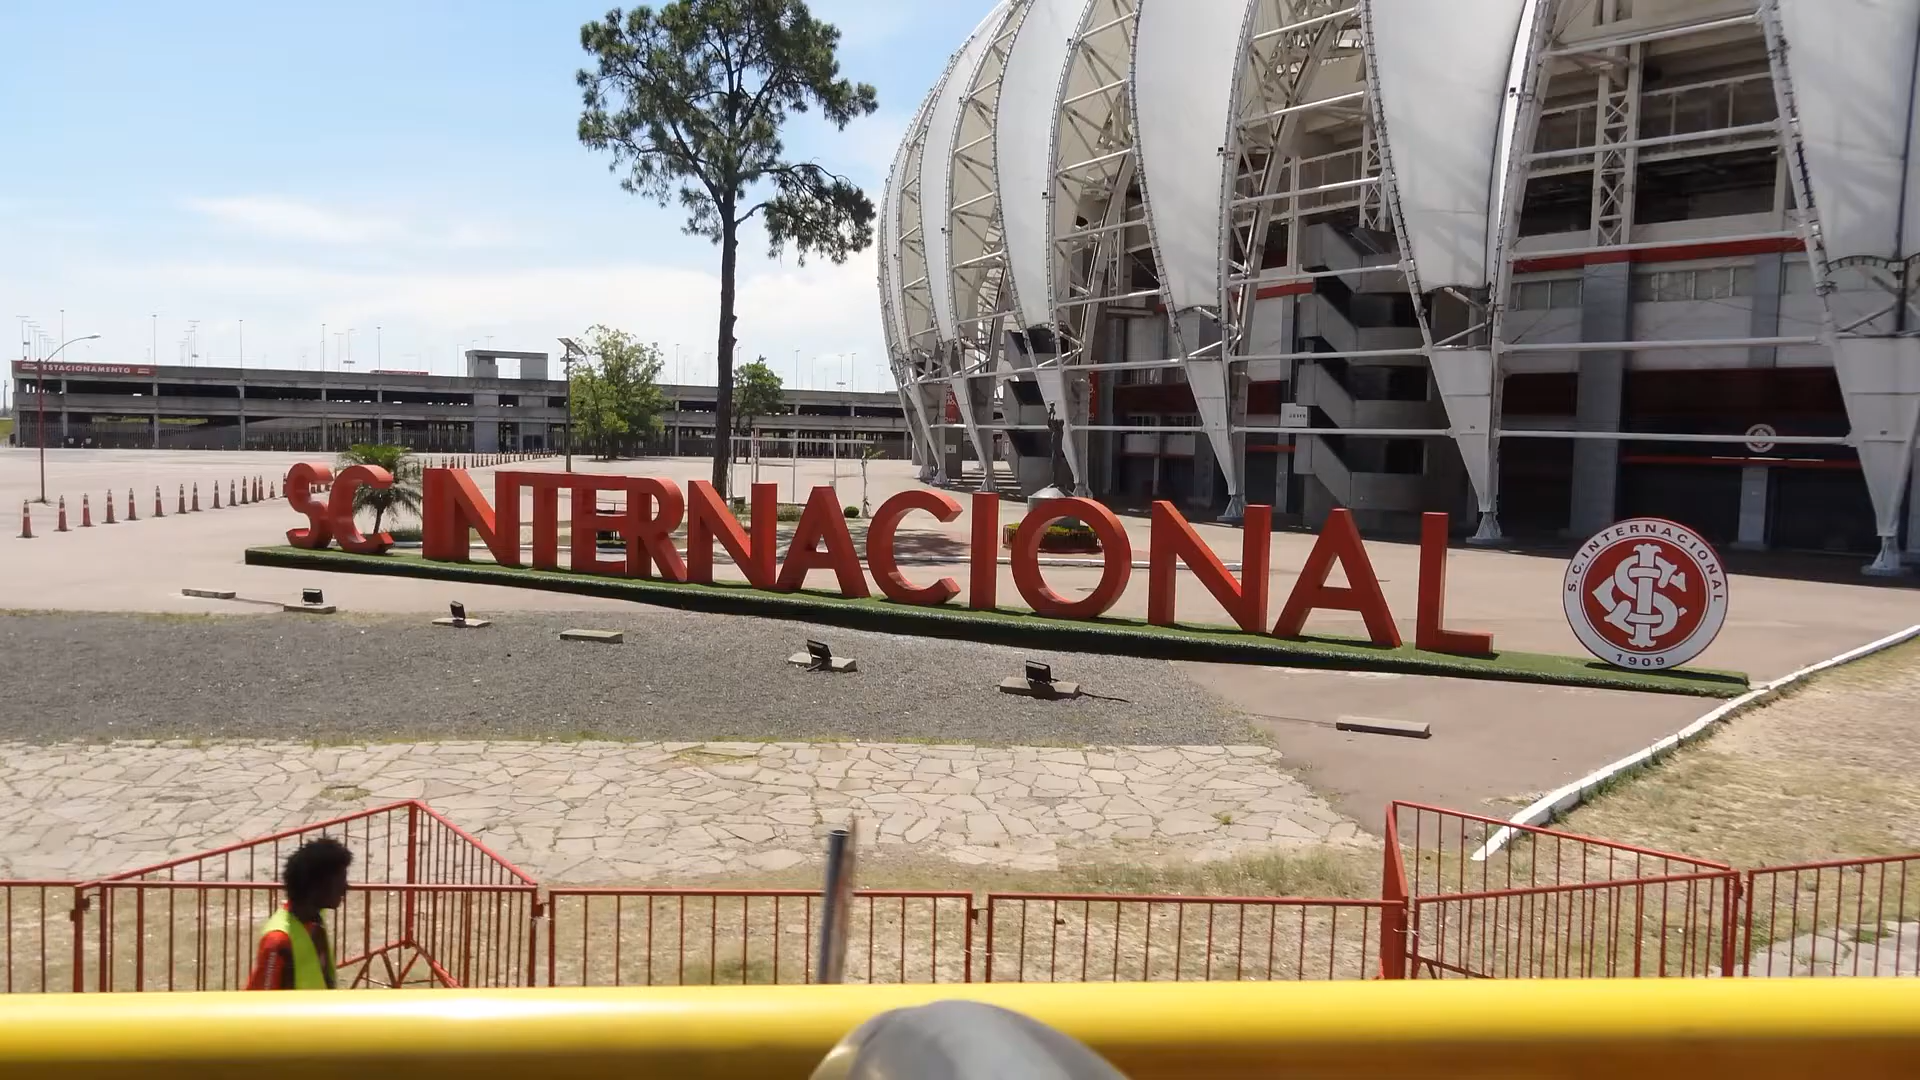 ESTACIONAMENTO
SC INTERNACIONAL
S.C. INTERNACIONAL
1909